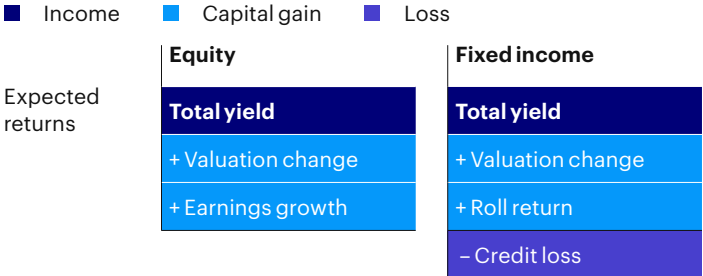 Income Capital gain Loss
Equity Fixed income
Expected
returns
Total yield Total yield
+ Valuation change + Valuation change
+ Earnings growth + Roll return
– Credit loss